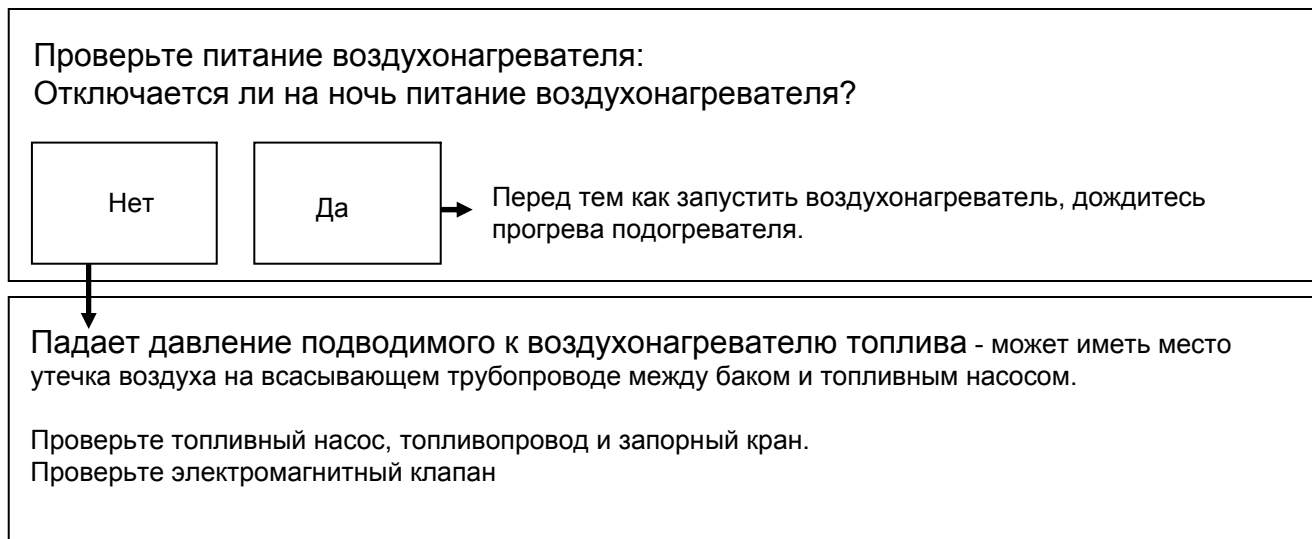 Проверьте питание воздухонагревателя:
Отключается ли на ночь питание воздухонагревателя?
Нет
Да
Перед тем как запустить воздухонагреватель, дождитесь
прогрева подогревателя.
Падает давление подводимого к воздухонагревателю топлива - может иметь место
утечка воздуха на всасывающем трубопроводе между баком и топливным насосом.
Проверьте топливный насос, топливопровод и запорный кран.
Проверьте электромагнитный клапан